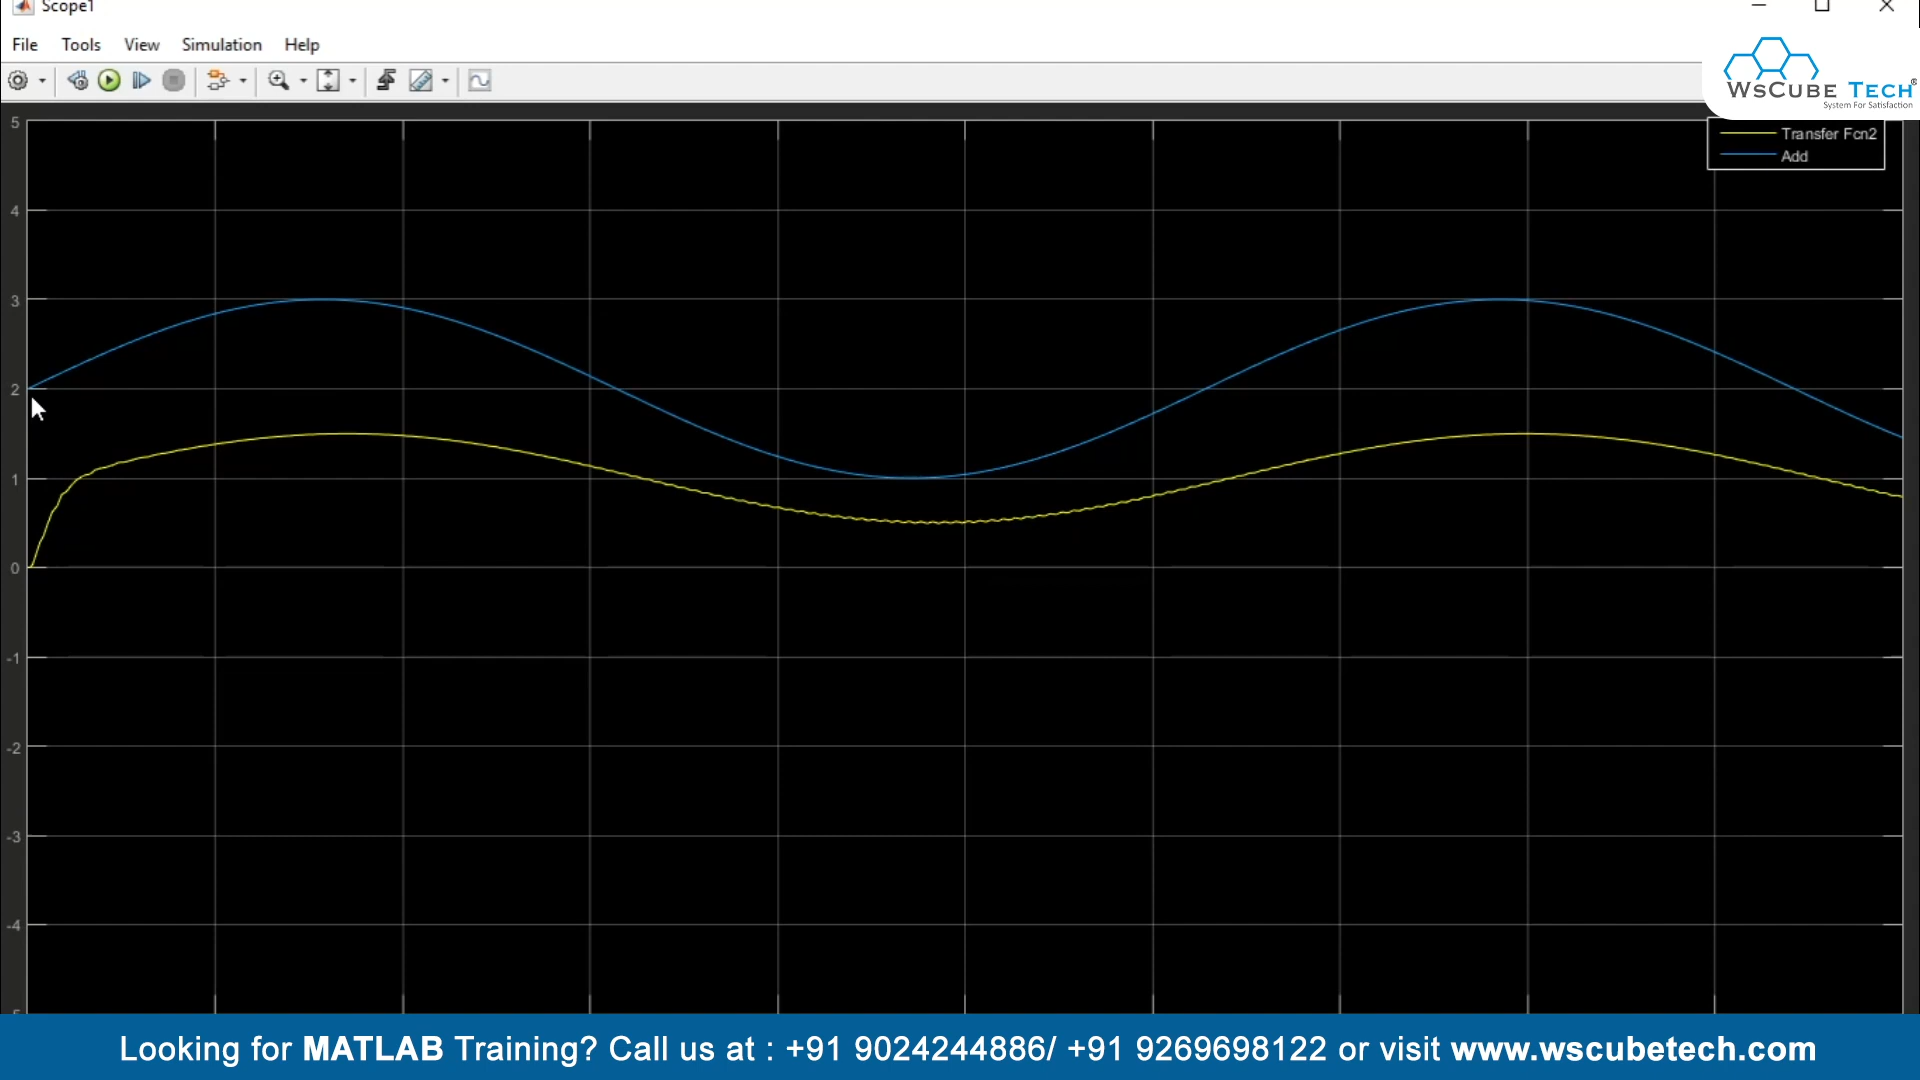 Scope1
File Tools View Simulation Help
WsCube Tech®
System For Satisfaction
Transfer Fcn2
Add
5
4
3
2
1
0
-1
-2
-3
-4
Looking for MATLAB Training? Call us at : +91 9024244886/ +91 9269698122 or visit www.wscubetech.com